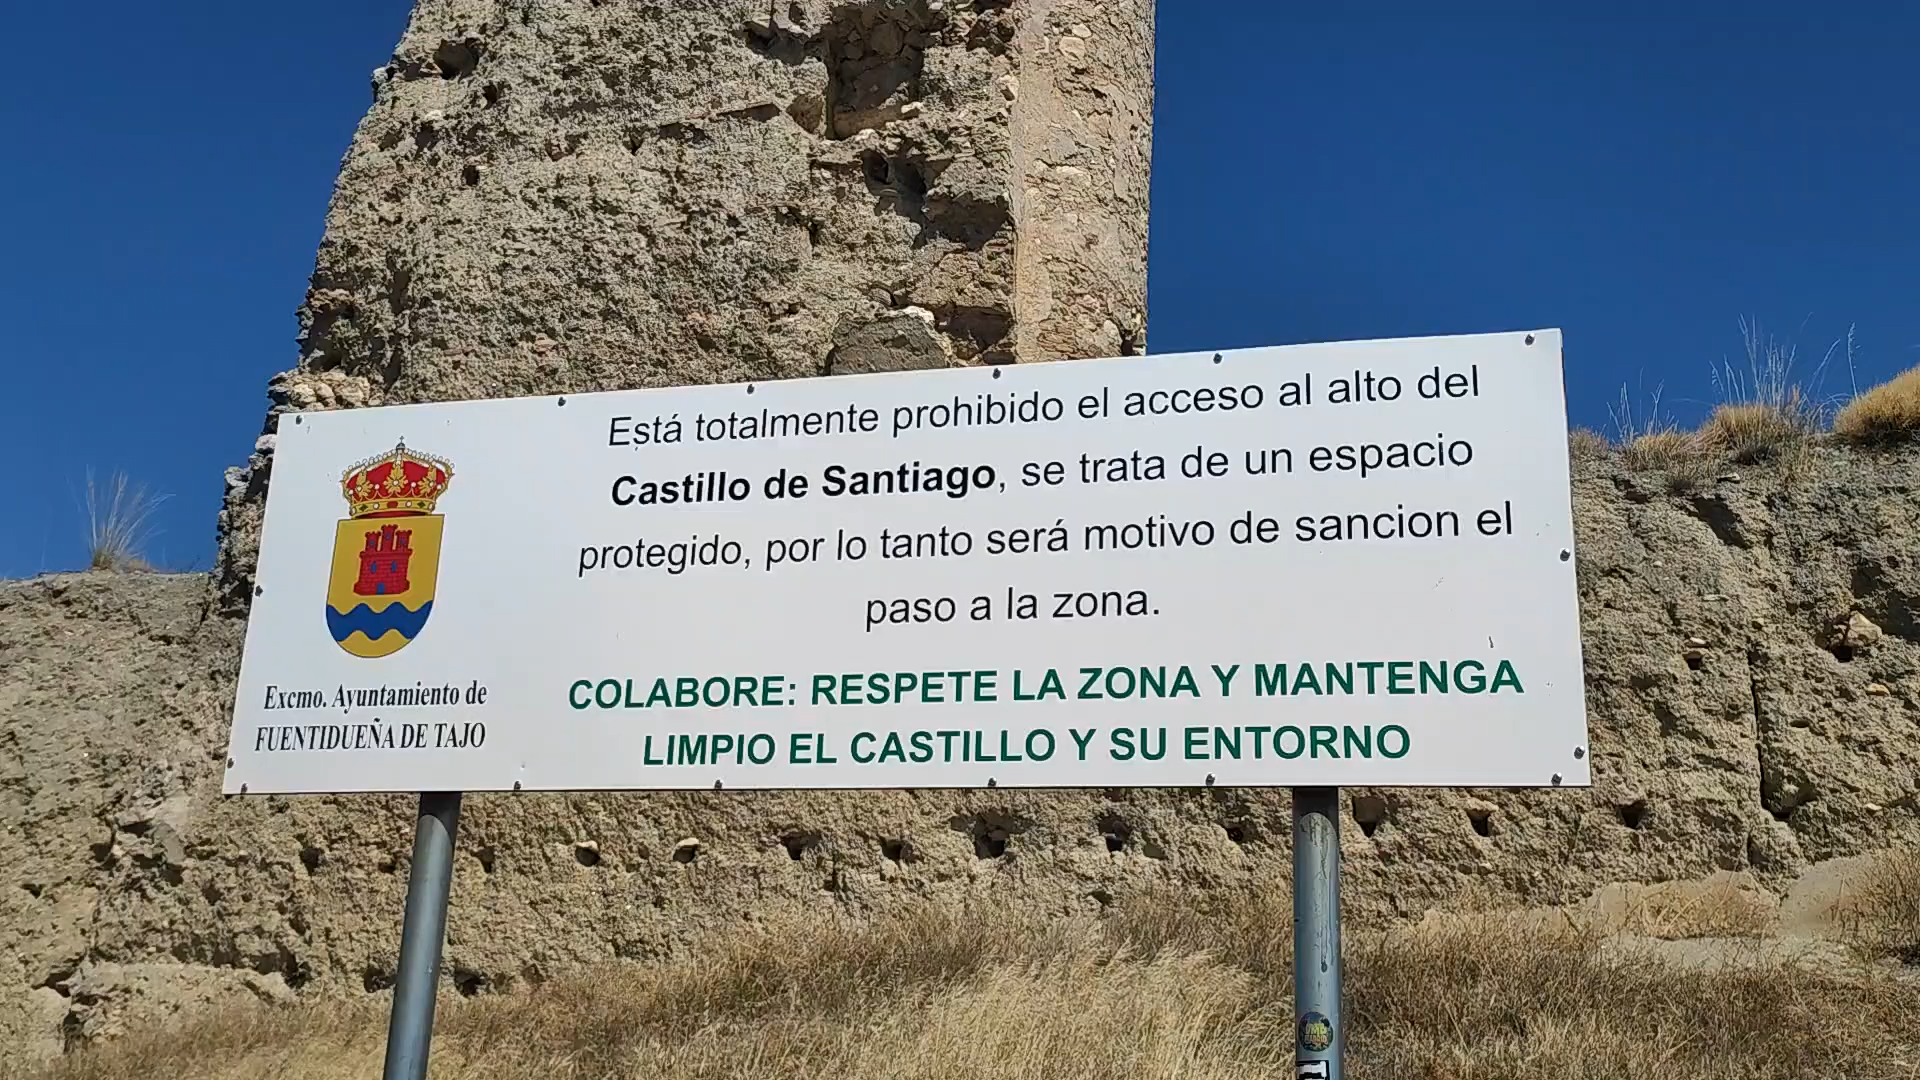 Está totalmente prohibido el acceso al alto del
Castillo de Santiago, se trata de un espacio
protegido, por lo tanto será motivo de sancion el
paso a la zona.
COLABORE: RESPETE LA ZONA Y MANTENGA
LIMPIO EL CASTILLO Y SU ENTORNO
Excmo. Ayuntamiento de
FUENTIDUEÑA DE TAJO